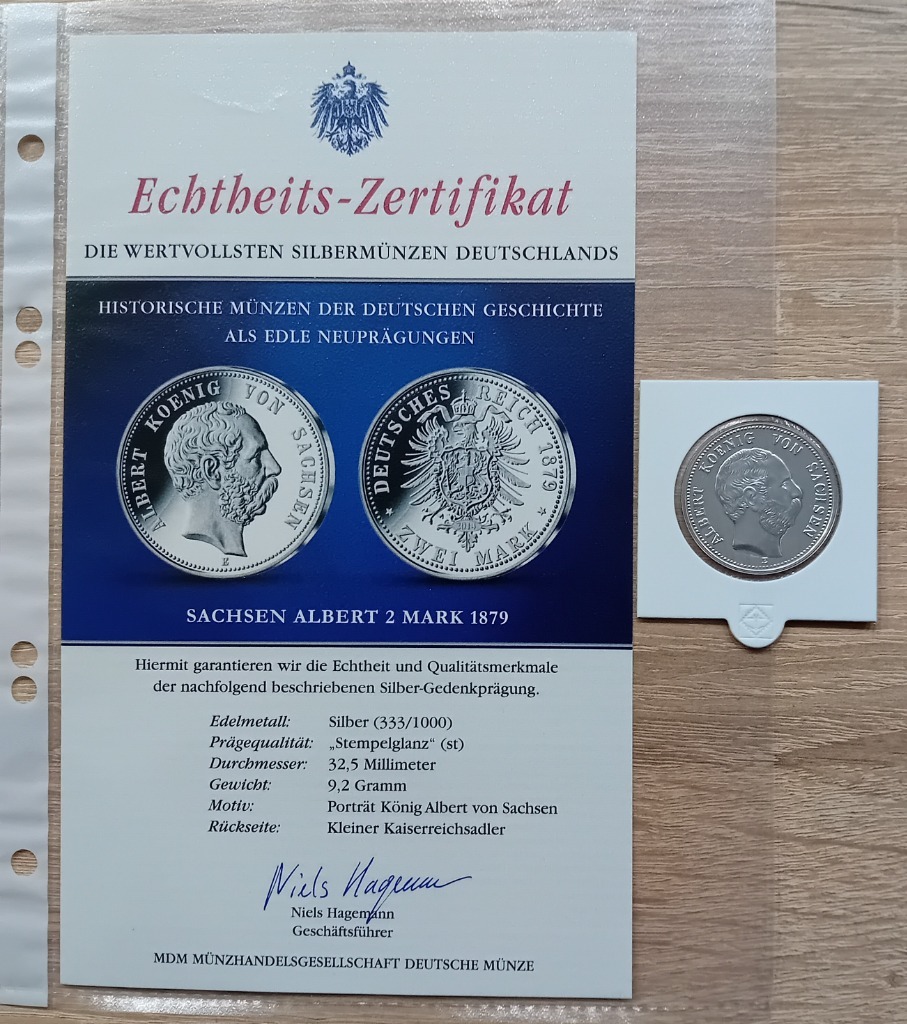 Echtheits-Zertifikat
DIE WERTVOLLSTEN SILBERMÜNZEN DEUTSCHLANDS
HISTORISCHE MÜNZEN DER DEUTSCHEN GESCHICHTE
ALS EDLE NEUPRÄGUNGEN
ALBERT KOENIG VON SACHSEN
E
DEUTSCHES REICH 1879
* ZWEI MARK *
SACHSEN ALBERT 2 MARK 1879
Hiermit garantieren wir die Echtheit und Qualitätsmerkmale
der nachfolgend beschriebenen Silber-Gedenkprägung.
Edelmetall: Silber (333/1000)
Prägequalität: „Stempelglanz“ (st)
Durchmesser: 32,5 Millimeter
Gewicht: 9,2 Gramm
Motiv: Porträt König Albert von Sachsen
Rückseite: Kleiner Kaiserreichsadler
Niels Hagemann
Niels Hagemann
Geschäftsführer
MDM MÜNZHANDELSGESELLSCHAFT DEUTSCHE MÜNZE
ALBERT KOENIG VON SACHSEN
E